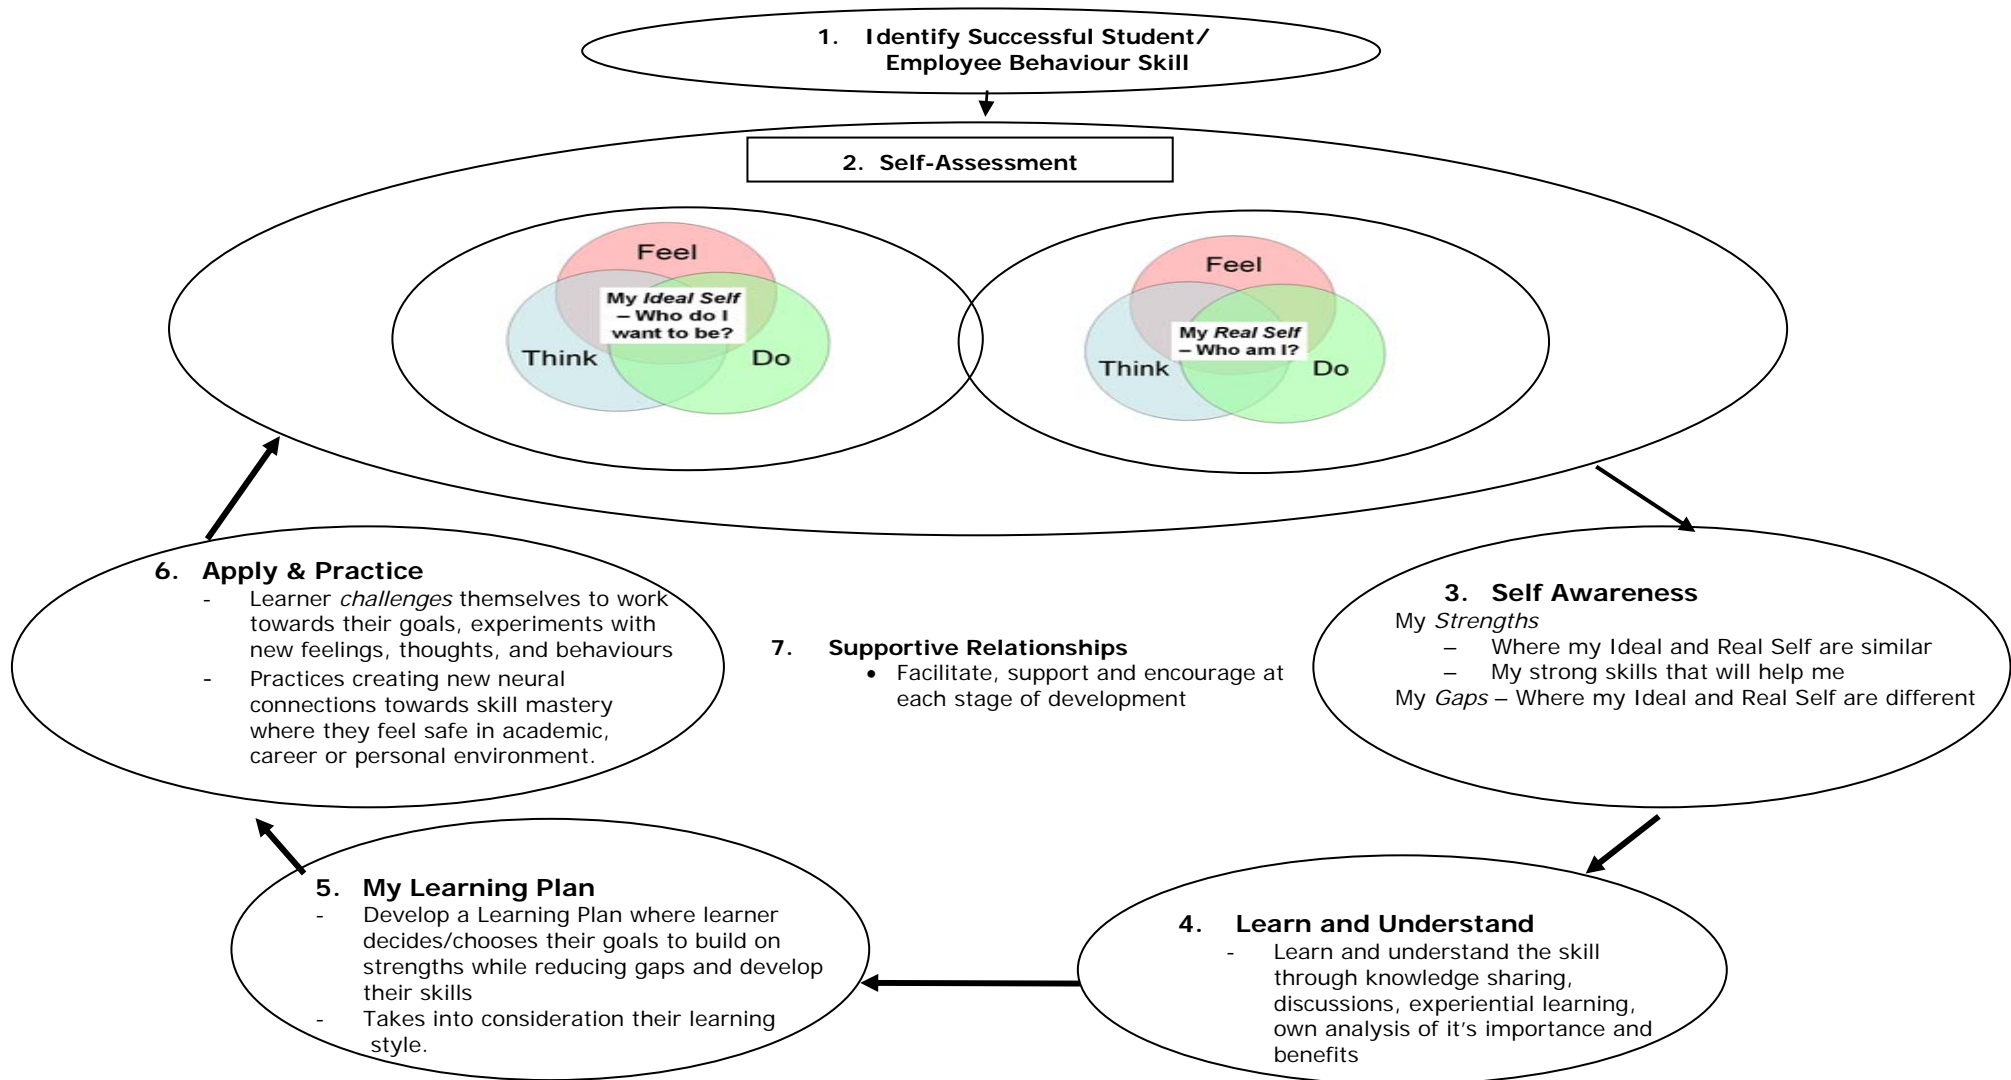 1. Identify Successful Student/
Employee Behaviour Skill
2. Self-Assessment
Feel
My Ideal Self
– Who do I
want to be?
Think
Do
Feel
My Real Self
– Who am I?
Think
Do
3. Self Awareness
My Strengths
– Where my Ideal and Real Self are similar
– My strong skills that will help me
My Gaps – Where my Ideal and Real Self are different
4. Learn and Understand
- Learn and understand the skill
through knowledge sharing,
discussions, experiential learning,
own analysis of it's importance and
benefits
5. My Learning Plan
- Develop a Learning Plan where learner
decides/chooses their goals to build on
strengths while reducing gaps and develop
their skills
- Takes into consideration their learning
style.
6. Apply & Practice
- Learner challenges themselves to work
towards their goals, experiments with
new feelings, thoughts, and behaviours
- Practices creating new neural
connections towards skill mastery
where they feel safe in academic,
career or personal environment.
7. Supportive Relationships
• Facilitate, support and encourage at
each stage of development